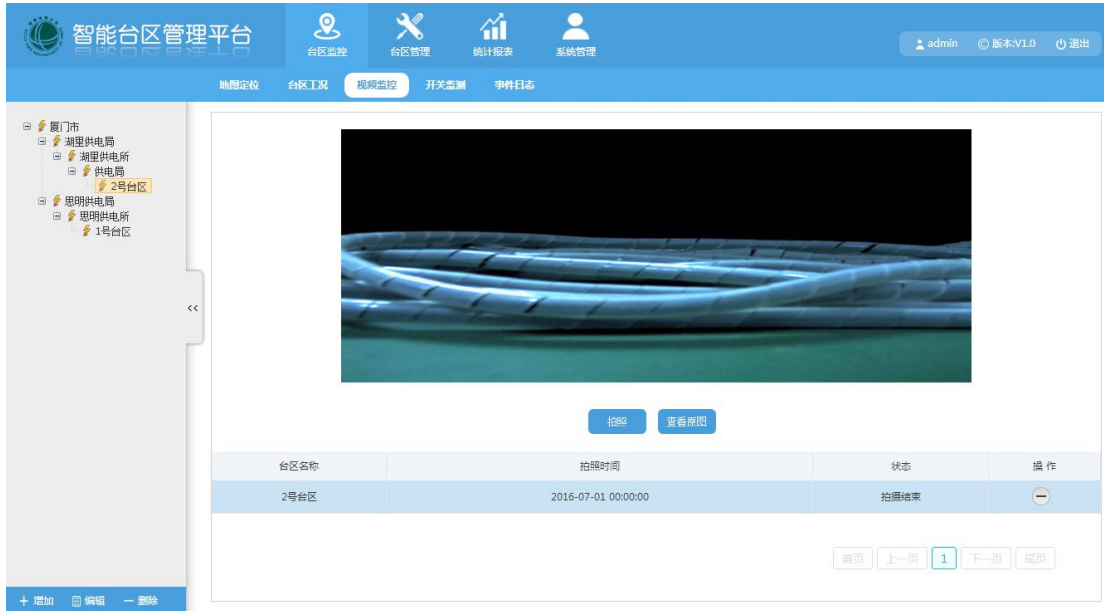 智能台区管理平台
台区监控 台区管理 统计报表 系统管理
admin 版本:V1.0 退出
地图定位 台区工况 视频监控 开关监测 事件日志
厦门市
湖里供电局
湖里供电所
供电局
2号台区
思明供电局
思明供电所
1号台区
<<
拍照 查看原图
台区名称 拍照时间 状态 操作
2号台区 2016-07-01 00:00:00 拍摄结束
首页 上一页 1 下一页 尾页
增加 编辑 删除